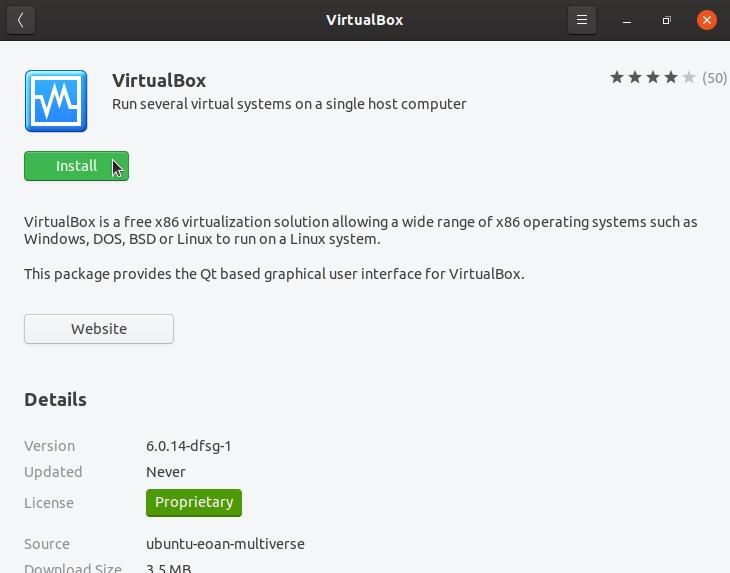 VirtualBox
VirtualBox
(50)
Run several virtual systems on a single host computer
Install
VirtualBox is a free x86 virtualization solution allowing a wide range of x86 operating systems such as
Windows, DOS, BSD or Linux to run on a Linux system.
This package provides the Qt based graphical user interface for VirtualBox.
Website
Details
Version 6.0.14-dfsg-1
Updated Never
License Proprietary
Source ubuntu-eoan-multiverse
Download Size 3.5 MB